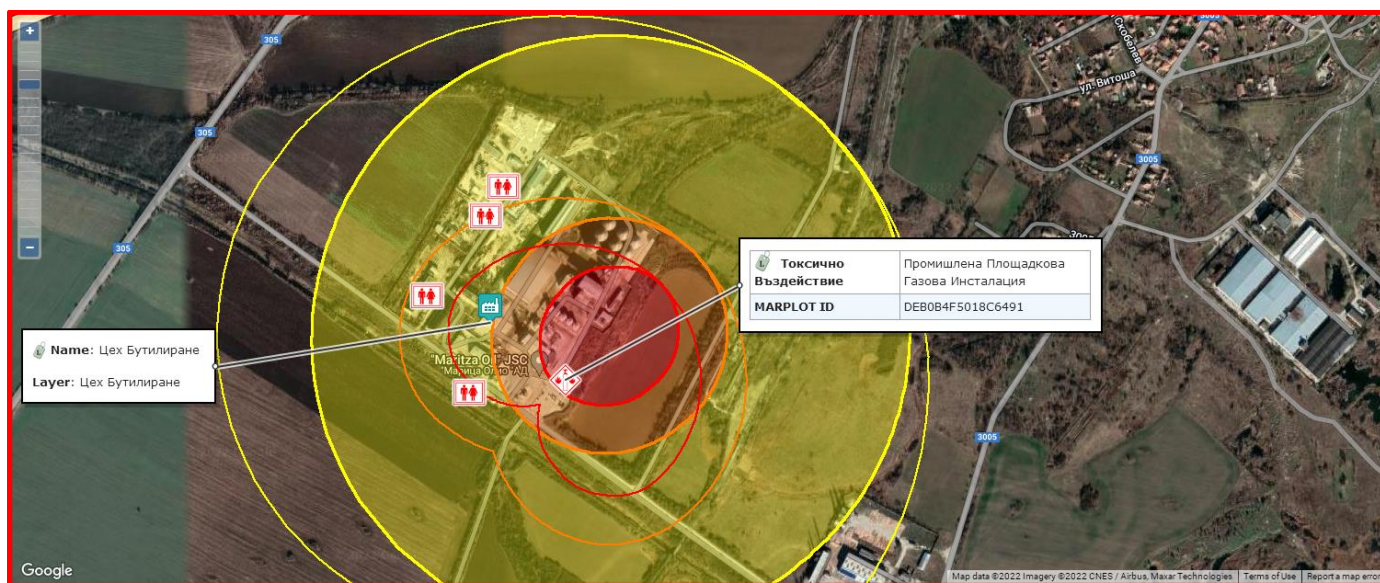 305
305
305
Скобелев
ул. Витоша
3005
3005
Токсично
Въздействие
Промишлена Площадкова
Газова Инсталация
MARPLOT ID
DEB0B4F5018C6491
Name: Цех Бутилиране
Layer: Цех Бутилиране
"Maritza O
JSC
"Марица Олио" АД
3005
Google
Map data ©2022 Imagery ©2022 CNES / Airbus, Maxar Technologies
Terms of Use
Report a map error